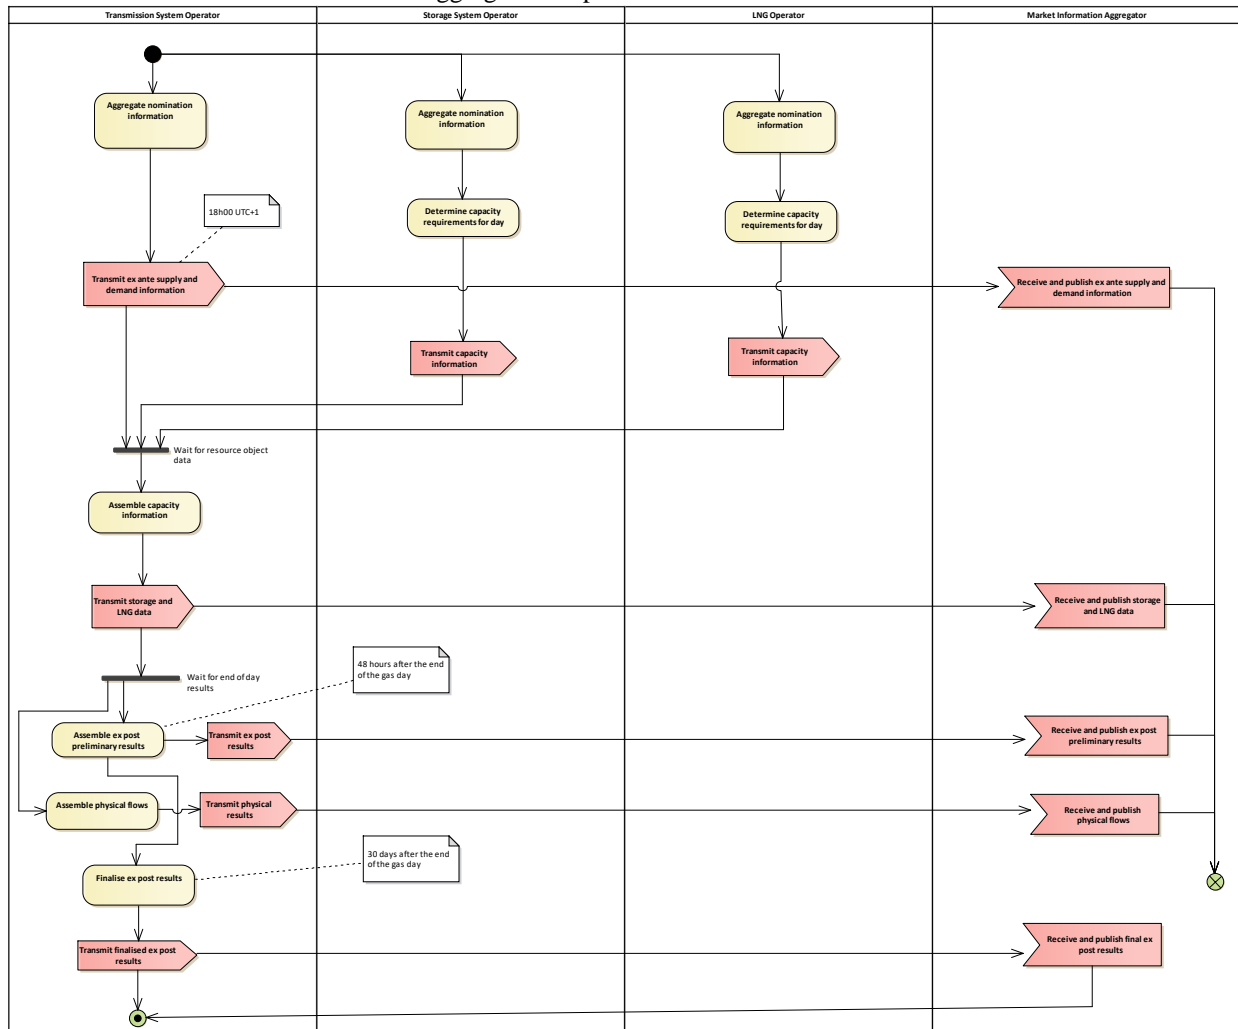 Transmission System Operator
Storage System Operator
LNG Operator
Market Information Aggregator
Aggregate nomination
information
Aggregate nomination
information
Aggregate nomination
information
18h00 UTC+1
Determine capacity
requirements for day
Determine capacity
requirements for day
Transmit ex ante supply and
demand information
Receive and publish ex ante supply and
demand information
Transmit capacity
information
Transmit capacity
information
Wait for resource object
data
Assemble capacity
information
Transmit storage and
LNG data
Receive and publish storage
and LNG data
Wait for end of day
results
48 hours after the end
of the gas day
Assemble ex post
preliminary results
Transmit ex post
results
Receive and publish ex post
preliminary results
Assemble physical flows
Transmit physical
results
Receive and publish
physical flows
30 days after the end
of the gas day
Finalise ex post results
Transmit finalised ex post
results
Receive and publish final ex
post results